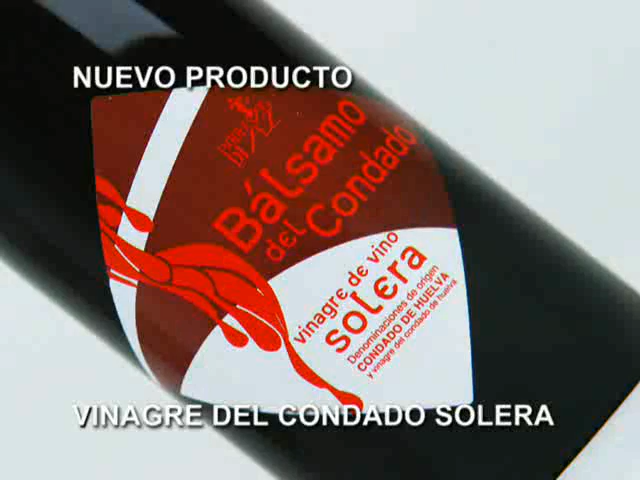 NUEVO PRODUCTO
Bálsamo
del Condado
vinagre de vino
solera
Denominaciones de origen
CONDADO DE HUELVA
y vinagre del condado de huelva
VINAGRE DEL CONDADO SOLERA